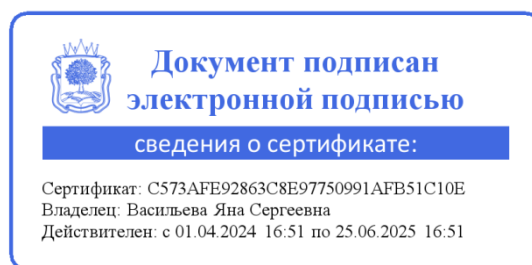 Документ подписан
электронной подписью
сведения о сертификате:
Сертификат: C573AFE92863C8E97750991AFB51C10E
Владелец: Васильева Яна Сергеевна
Действителен: с 01.04.2024 16:51 по 25.06.2025 16:51